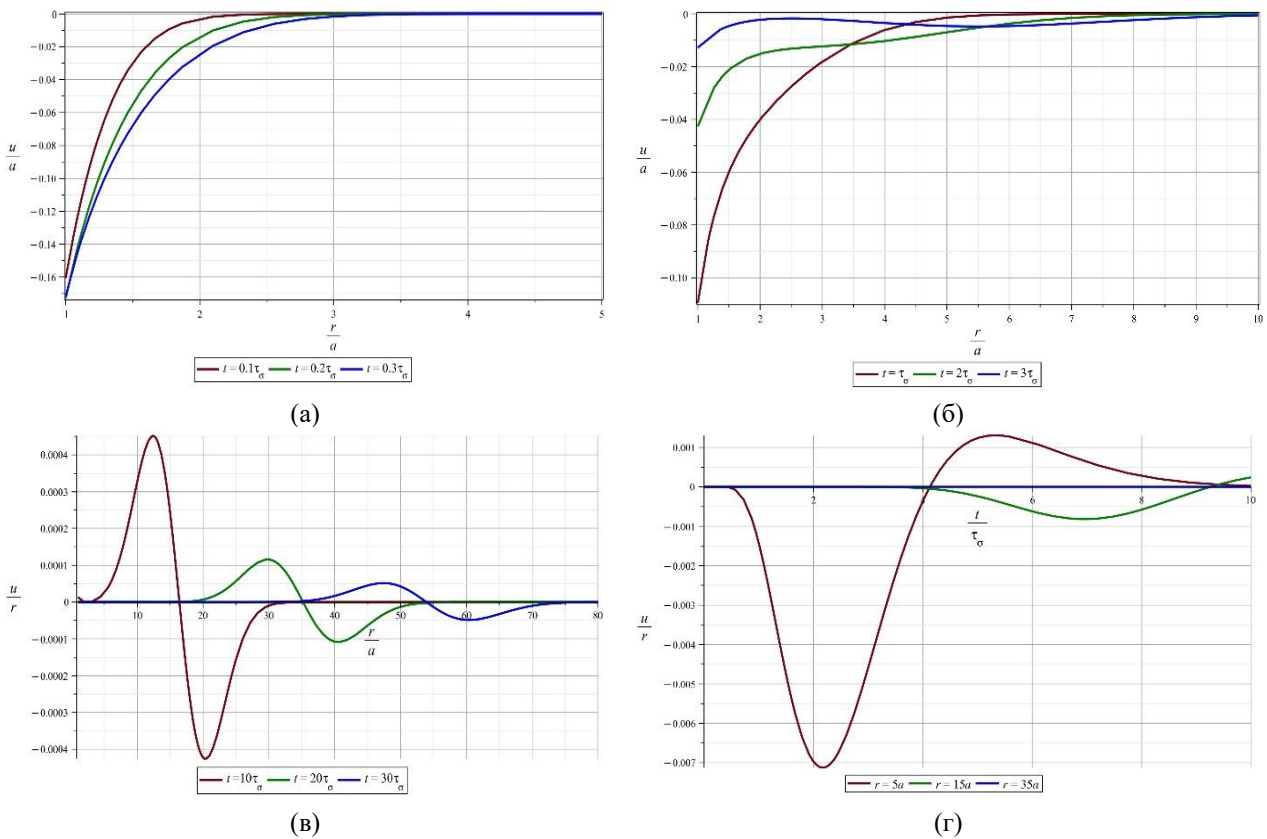 0
−0.02
−0.04
−0.06
−0.08
u
a
−0.10
−0.12
−0.14
−0.16
1 2 3 4 5
r
a
t = 0.1τσ t = 0.2τσ t = 0.3τσ
(а)
0
−0.02
−0.04
u
a
−0.06
−0.08
−0.10
1 2 3 4 5 6 7 8 9 10
r
a
t = τσ t = 2τσ t = 3τσ
(б)
0.0004
0.0003
0.0002
0.0001
u
r
0
10 20 30 40 50 60 70 80
r
a
−0.0001
−0.0002
−0.0003
−0.0004
t =10τσ t = 20τσ t = 30τσ
(в)
0.001
0
2 4 6 8 10
t
τσ
−0.001
−0.002
−0.003
u
r
−0.004
−0.005
−0.006
−0.007
r = 5a r = 15a r = 35a
(г)